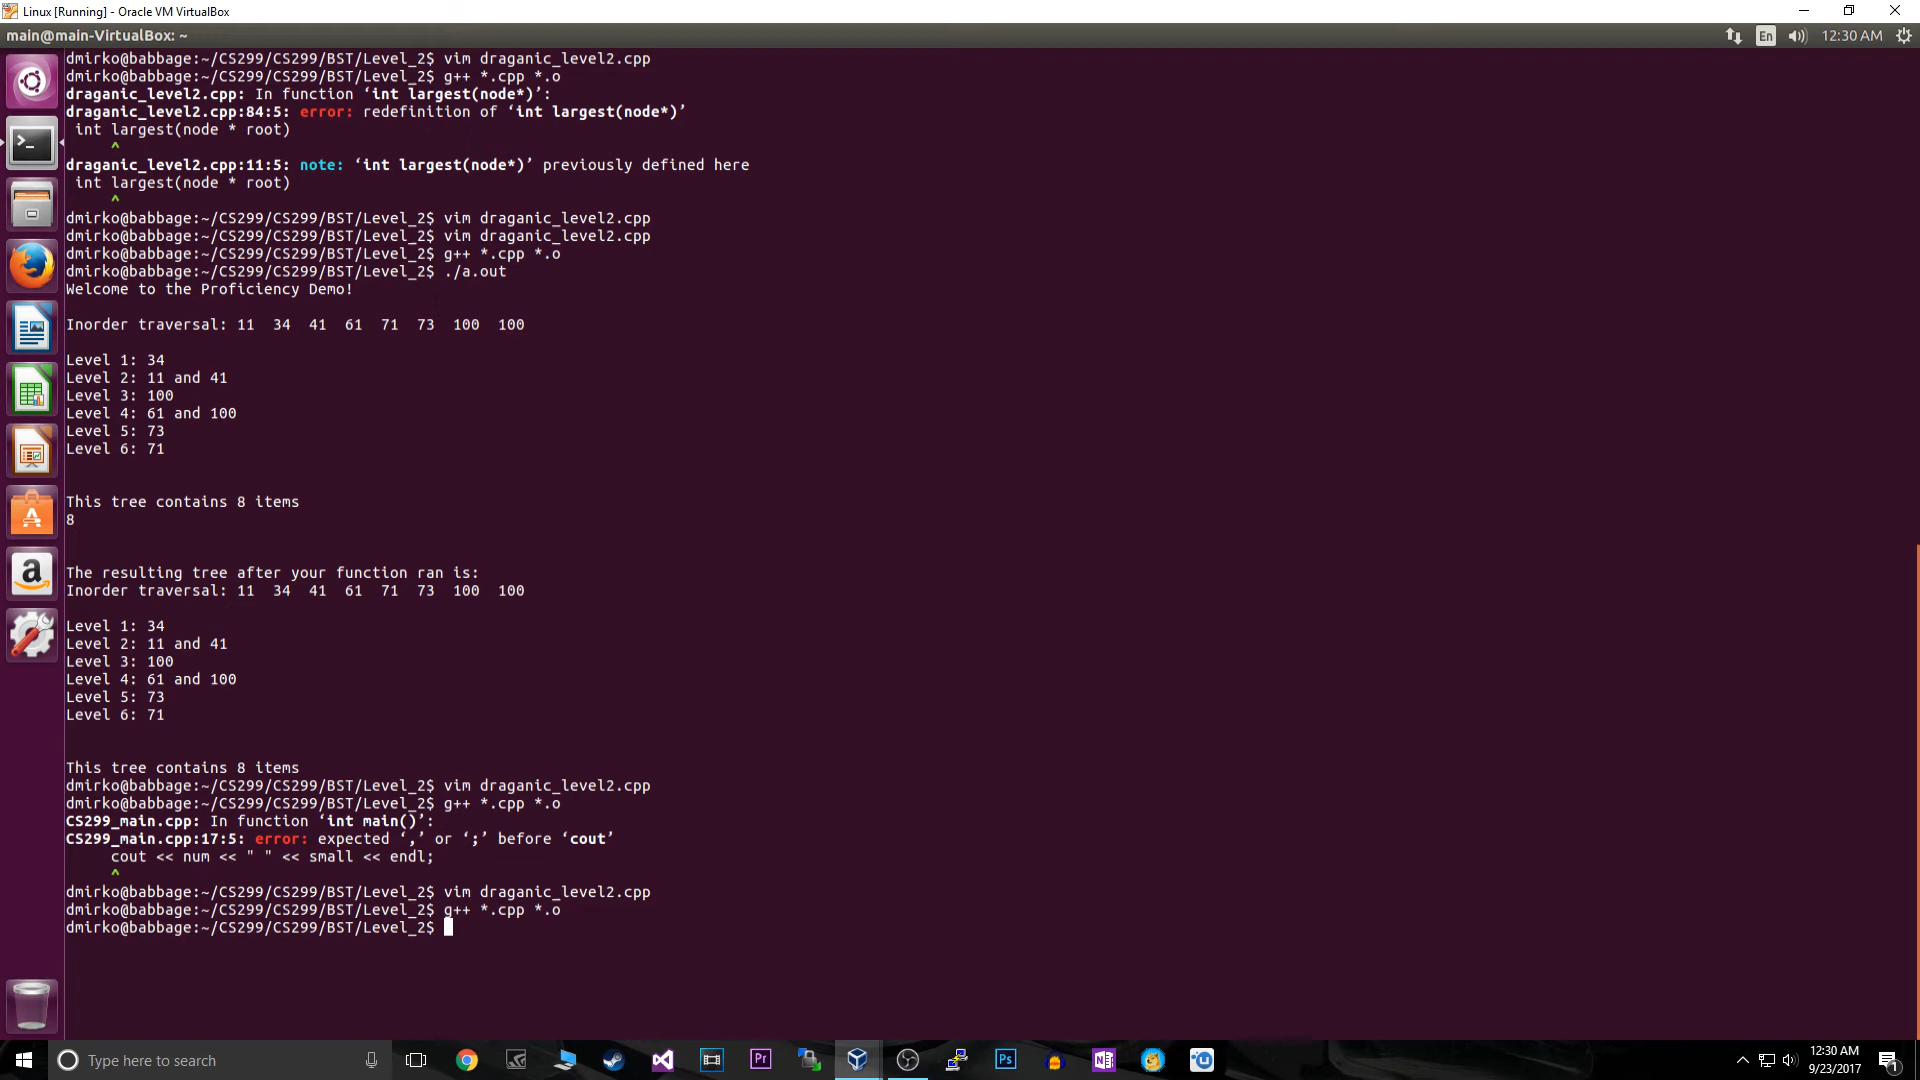 Linux [Running] - Oracle VM VirtualBox
main@main-VirtualBox: ~
En
12:30 AM
dmirko@babbage:~/CS299/CS299/BST/Level_2$ vim draganic_level2.cpp
dmirko@babbage:~/CS299/CS299/BST/Level_2$ g++ *.cpp *.o
draganic_level2.cpp: In function ‘int largest(node*)’:
draganic_level2.cpp:84:5: error: redefinition of ‘int largest(node*)’
int largest(node * root)
^
draganic_level2.cpp:11:5: note: ‘int largest(node*)’ previously defined here
int largest(node * root)
^
dmirko@babbage:~/CS299/CS299/BST/Level_2$ vim draganic_level2.cpp
dmirko@babbage:~/CS299/CS299/BST/Level_2$ vim draganic_level2.cpp
dmirko@babbage:~/CS299/CS299/BST/Level_2$ g++ *.cpp *.o
dmirko@babbage:~/CS299/CS299/BST/Level_2$ ./a.out
Welcome to the Proficiency Demo!
Inorder traversal: 11  34  41  61  71  73  100  100
Level 1: 34
Level 2: 11 and 41
Level 3: 100
Level 4: 61 and 100
Level 5: 73
Level 6: 71
This tree contains 8 items
8
The resulting tree after your function ran is:
Inorder traversal: 11  34  41  61  71  73  100  100
Level 1: 34
Level 2: 11 and 41
Level 3: 100
Level 4: 61 and 100
Level 5: 73
Level 6: 71
This tree contains 8 items
dmirko@babbage:~/CS299/CS299/BST/Level_2$ vim draganic_level2.cpp
dmirko@babbage:~/CS299/CS299/BST/Level_2$ g++ *.cpp *.o
CS299_main.cpp: In function ‘int main()’:
CS299_main.cpp:17:5: error: expected ‘,’ or ‘;’ before ‘cout’
cout << num << " " << small << endl;
^
dmirko@babbage:~/CS299/CS299/BST/Level_2$ vim draganic_level2.cpp
dmirko@babbage:~/CS299/CS299/BST/Level_2$ g++ *.cpp *.o
dmirko@babbage:~/CS299/CS299/BST/Level_2$
Type here to search
Pr
Ps
12:30 AM
9/23/2017
1